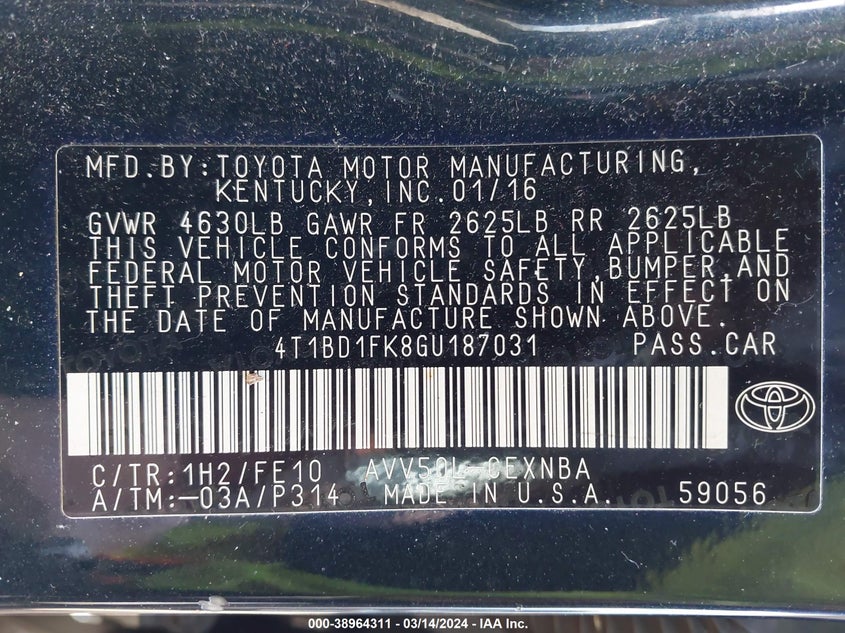 MFD.BY:TOYOTA MOTOR MANUFACTURING,
KENTUCKY,INC.01/16
GVWR 4630LB GAWR FR 2625LB RR 2625LB
THIS VEHICLE CONFORMS TO ALL APPLICABLE
FEDERAL MOTOR VEHICLE SAFETY,BUMPER,AND
THEFT PREVENTION STANDARDS IN EFFECT ON
THE DATE OF MANUFACTURE SHOWN ABOVE.
4T1BD1FK8GU187031 PASS.CAR
C/TR:1H2/FE10 AVV50L-CEXNBA
A/TM:-03A/P314 MADE IN U.S.A. 59056
000-38964311 - 03/14/2024 - IAA Inc.